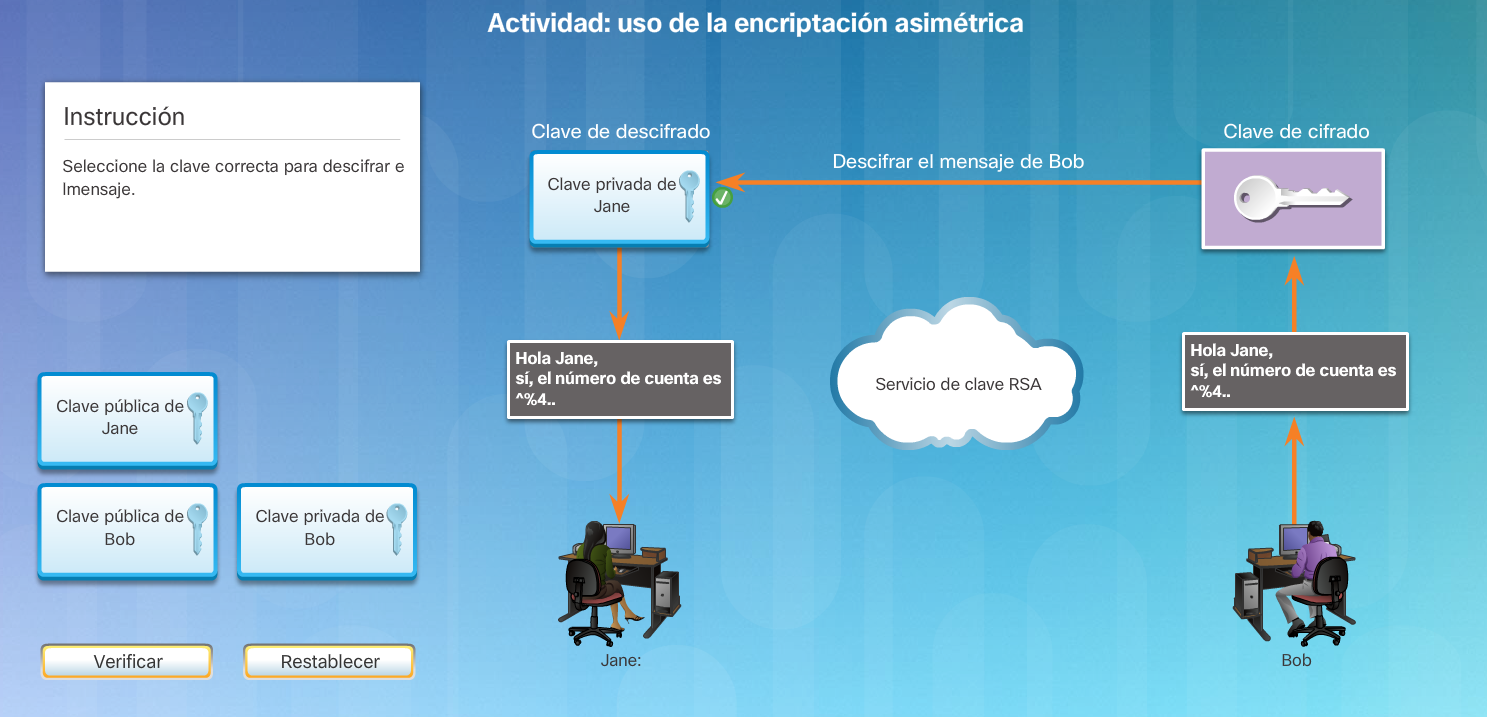 Actividad: uso de la encriptación asimétrica
Instrucción
Seleccione la clave correcta para descifrar e
lmensaje.
Clave de descifrado
Clave privada de
Jane
Descifrar el mensaje de Bob
Clave de cifrado
Hola Jane,
sí, el número de cuenta es
^%4..
Servicio de clave RSA
Hola Jane,
sí, el número de cuenta es
^%4..
Clave pública de
Jane
Clave pública de
Bob
Clave privada de
Bob
Verificar
Restablecer
Jane:
Bob